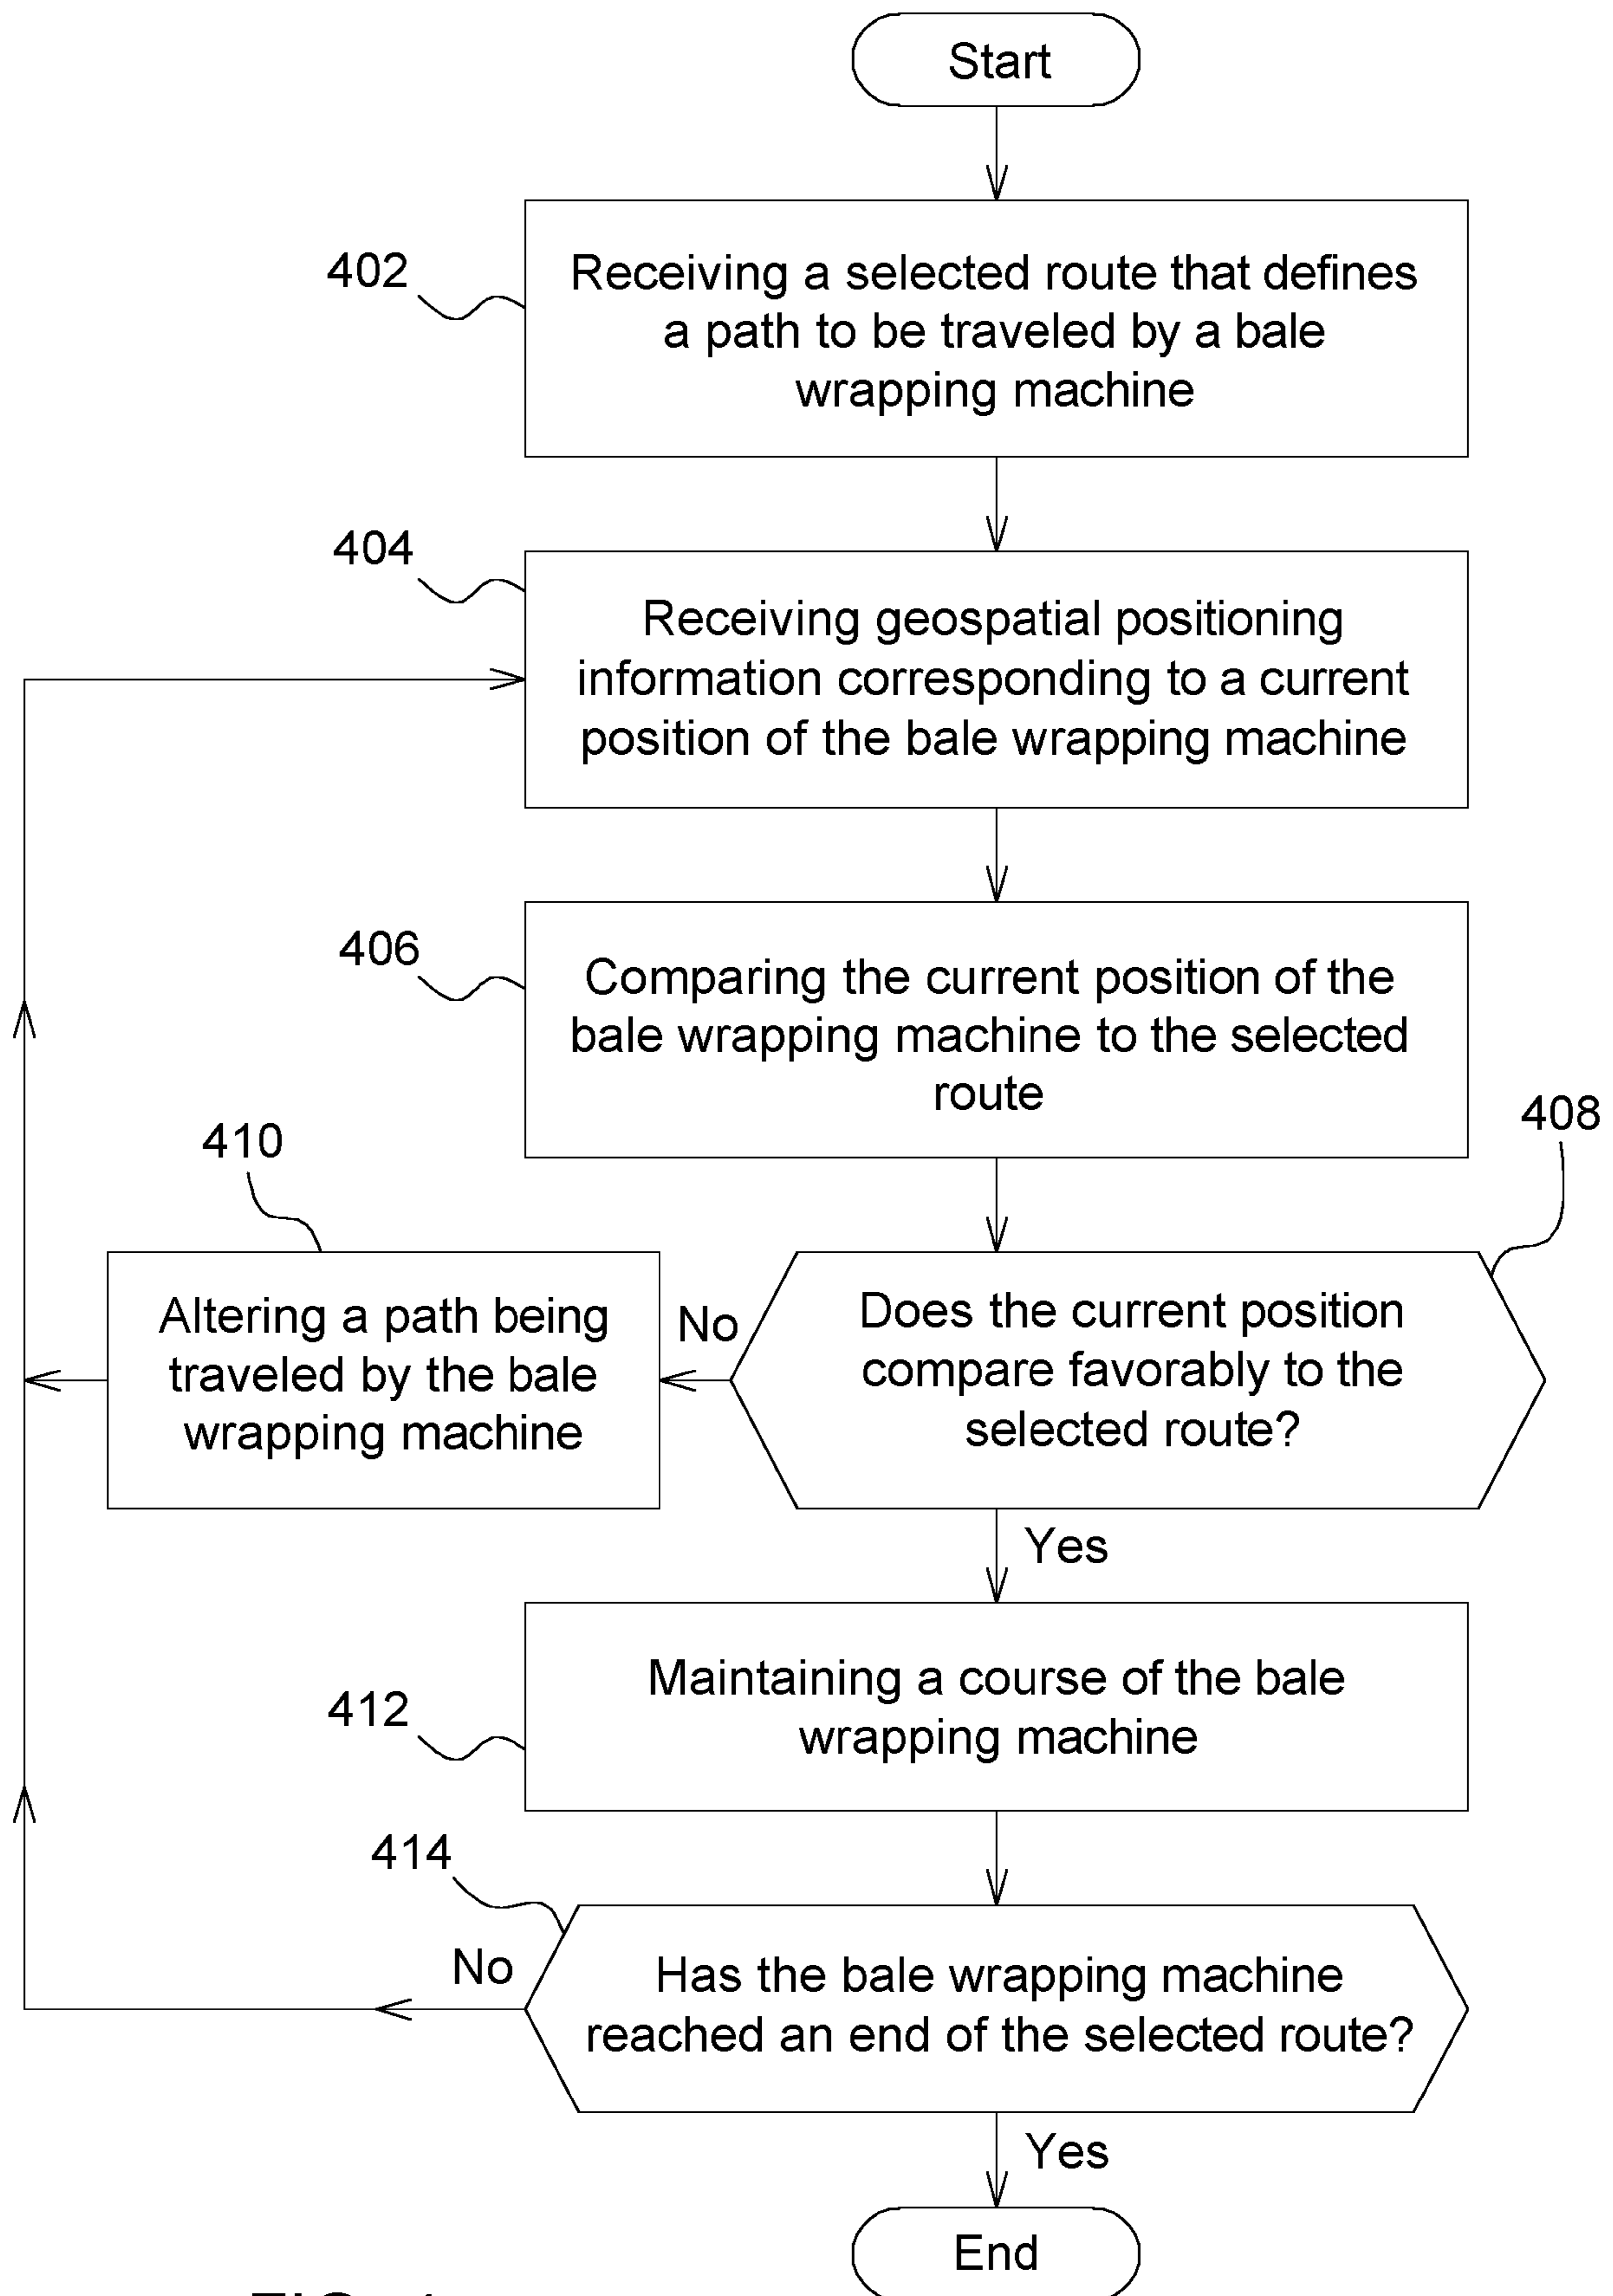 Start
402
Receiving a selected route that defines
a path to be traveled by a bale
wrapping machine
404
Receiving geospatial positioning
information corresponding to a current
position of the bale wrapping machine
406
Comparing the current position of the
bale wrapping machine to the selected
route
408
410
Altering a path being
traveled by the bale
wrapping machine
No
Does the current position
compare favorably to the
selected route?
Yes
412
Maintaining a course of the bale
wrapping machine
414
No
Has the bale wrapping machine
reached an end of the selected route?
Yes
End